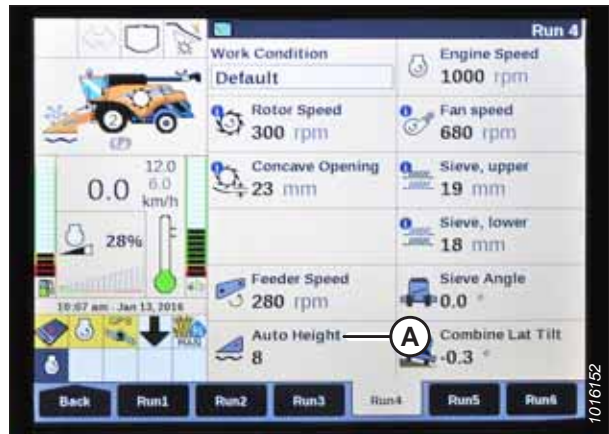 Run 4
Work Condition
Default
Engine Speed
1000 rpm
Rotor Speed
300 rpm
Fan speed
680 rpm
Concave Opening
23 mm
Sieve, upper
19 mm
Sieve, lower
18 mm
Feeder Speed
280 rpm
Sieve Angle
0.0 °
Auto Height
8
A
Combine Lat Tilt
-0.3 °
2
(P)
0.0
12.0
6.0
km/h
28%
10:07 am Jan 13, 2016
GPS
MAX
Back
Run1
Run2
Run3
Run4
Run5
Run6
1016152